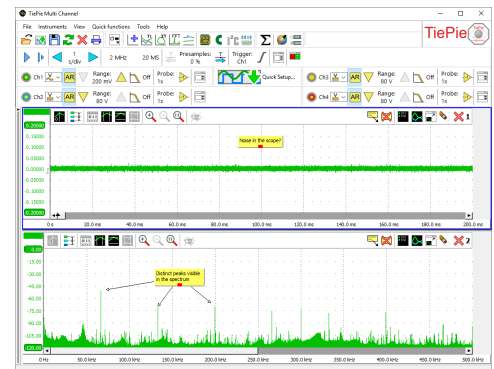 TiePie Multi Channel
File Instruments View Quick functions Tools Help
TiePie
1 s/div
2 MHz 20 MS
Presamples: 0 %
Trigger: Ch1
Ch1 AR Range: 200 mV Off Probe: 1x Quick Setup... Ch3 AR Range: 80 V Off Probe: 1x
Ch2 AR Range: 80 V Off Probe: 1x Ch4 AR Range: 80 V Off Probe: 1x
1
0.20000
0.15000
0.10000
0.05000
0.00000
-0.05000
-0.10000
-0.15000
0.20000
Noise in the scope?
0 s 20.0 ms 40.0 ms 60.0 ms 80.0 ms 100.0 ms 120.0 ms 140.0 ms 160.0 ms 180.0 ms 200.0 ms
2
0.00
-15.00
-30.00
-45.00
-60.00
-75.00
-90.00
-105.00
-120.00
Distinct peaks visible
in the spectrum
0 Hz 50.0 kHz 100.0 kHz 150.0 kHz 200.0 kHz 250.0 kHz 300.0 kHz 350.0 kHz 400.0 kHz 450.0 kHz 500.0 kHz